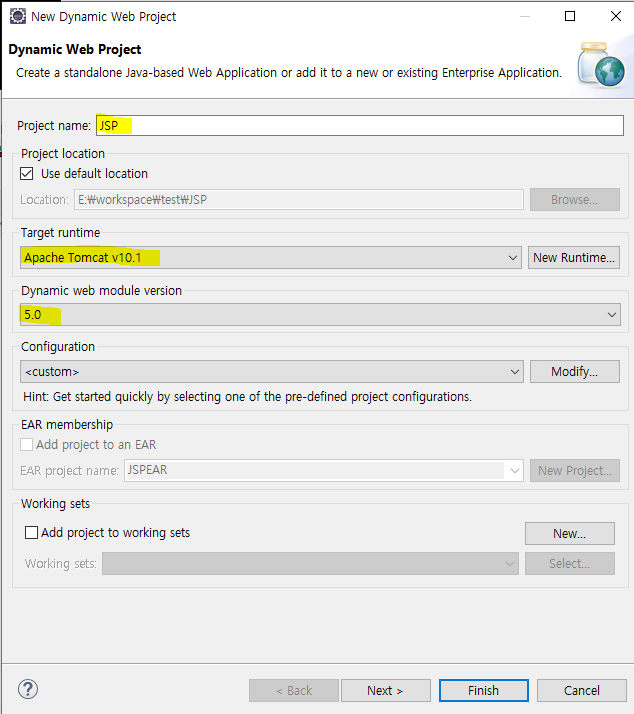 New Dynamic Web Project
Dynamic Web Project
Create a standalone Java-based Web Application or add it to a new or existing Enterprise Application.
Project name: JSP
Project location
Use default location
Location: E:₩workspace₩test₩JSP Browse...
Target runtime
Apache Tomcat v10.1 New Runtime...
Dynamic web module version
5.0
Configuration
<custom> Modify...
Hint: Get started quickly by selecting one of the pre-defined project configurations.
EAR membership
Add project to an EAR
EAR project name: JSPEAR New Project...
Working sets
Add project to working sets New...
Working sets: Select...
? < Back Next > Finish Cancel